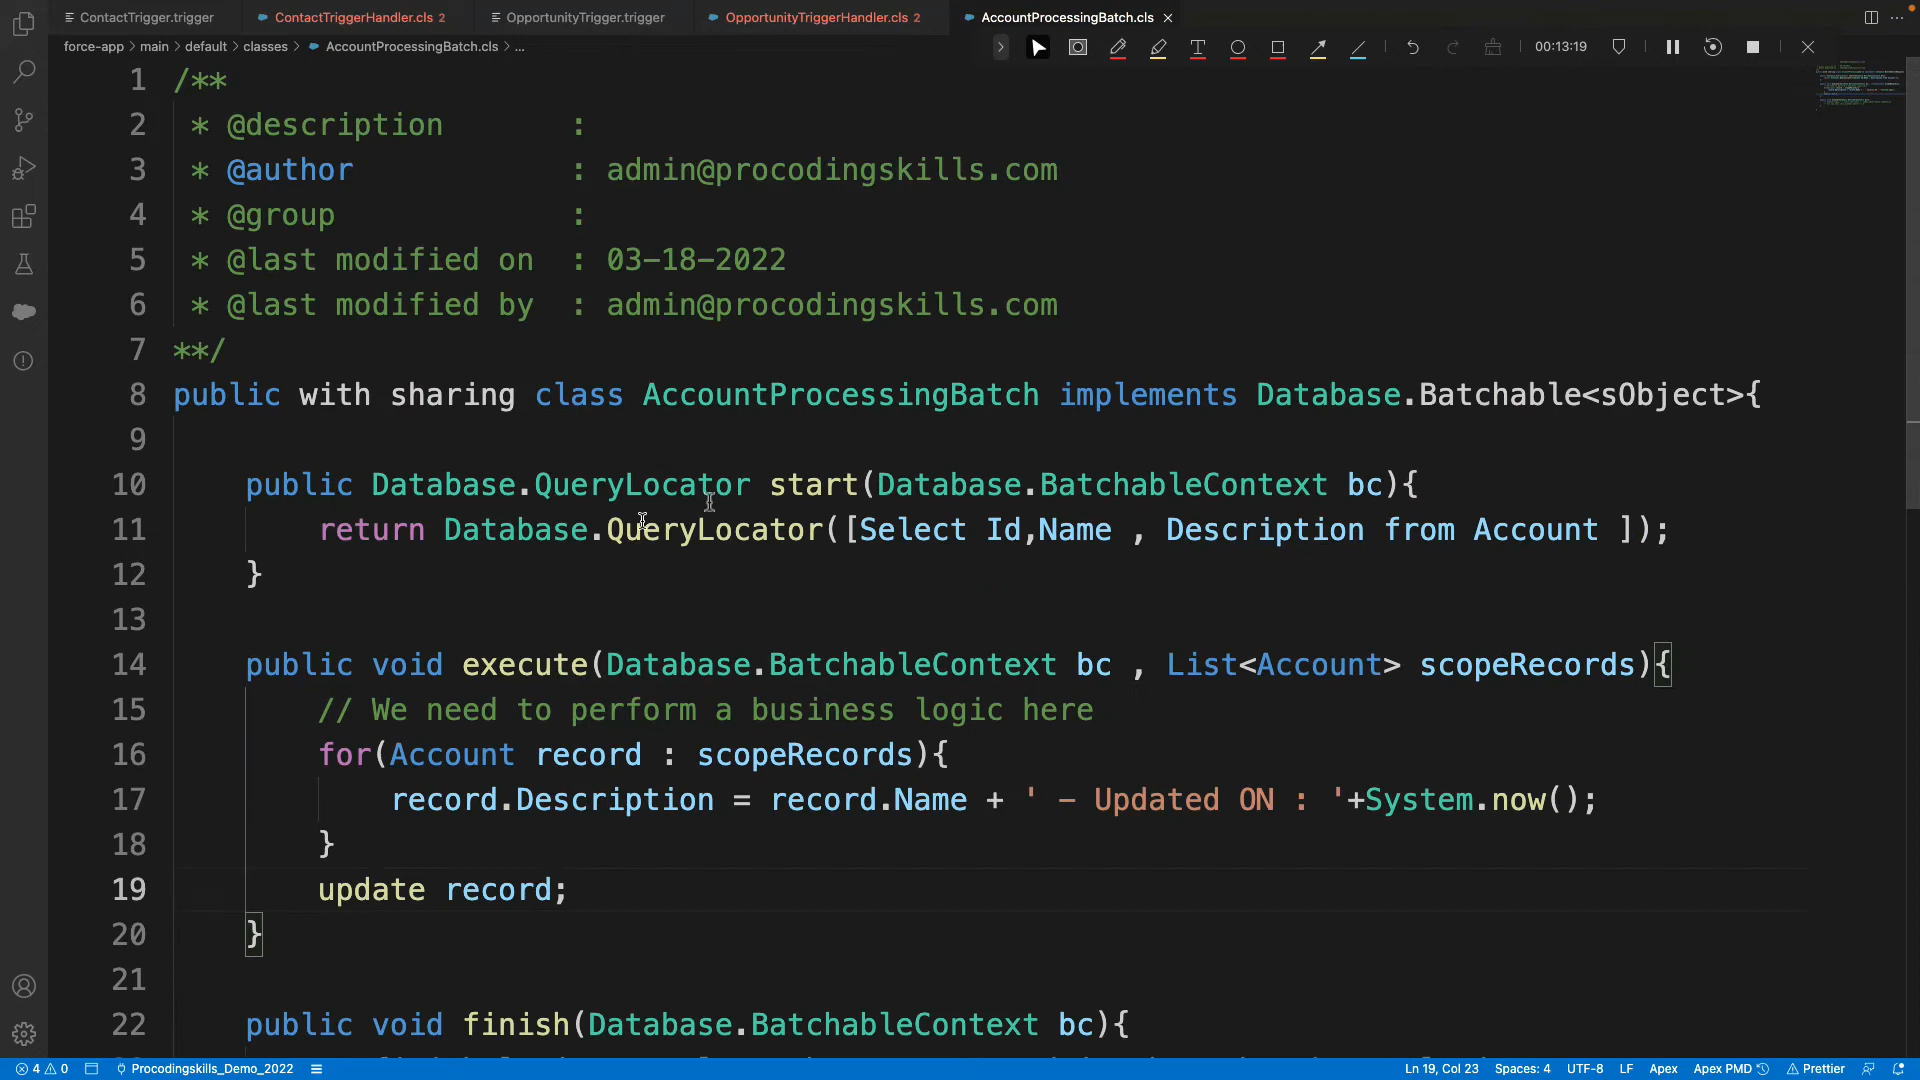 ContactTrigger.trigger ContactTriggerHandler.cls 2 OpportunityTrigger.trigger OpportunityTriggerHandler.cls 2 AccountProcessingBatch.cls
force-app > main > default > classes > AccountProcessingBatch.cls > ...
00:13:19
1 /**
2 * @description :
3 * @author : admin@procodingskills.com
4 * @group :
5 * @last modified on : 03-18-2022
6 * @last modified by : admin@procodingskills.com
7 **/
8 public with sharing class AccountProcessingBatch implements Database.Batchable<sObject>{
9
10 public Database.QueryLocator start(Database.BatchableContext bc){
11 return Database.QueryLocator([Select Id,Name , Description from Account ]);
12 }
13
14 public void execute(Database.BatchableContext bc , List<Account> scopeRecords){
15 // We need to perform a business logic here
16 for(Account record : scopeRecords){
17 record.Description = record.Name + ' - Updated ON : '+System.now();
18 }
19 update record;
20 }
21
22 public void finish(Database.BatchableContext bc){
4 0 Procodingskills_Demo_2022 Ln 19, Col 23 Spaces: 4 UTF-8 LF Apex Apex PMD Prettier